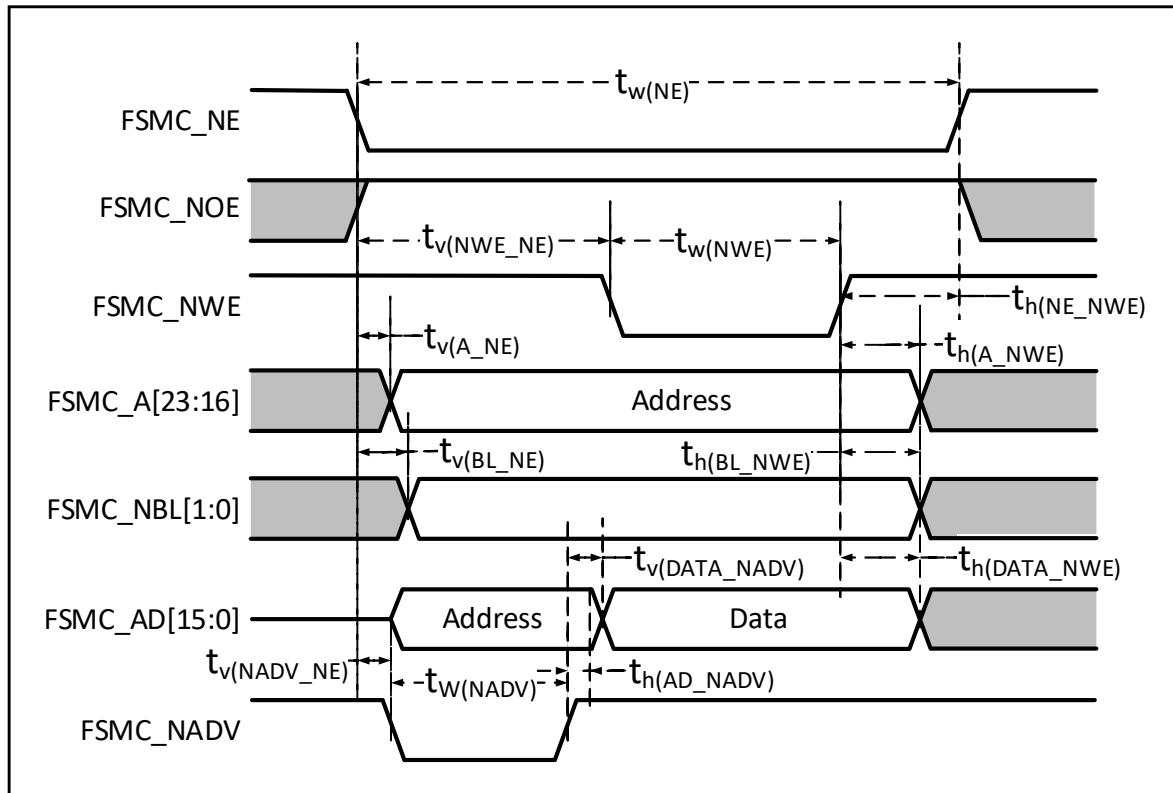 t_w(NE)
FSMC_NE
FSMC_NOE
t_v(NWE_NE) t_w(NWE)
FSMC_NWE
t_h(NE_NWE)
t_v(A_NE) t_h(A_NWE)
FSMC_A[23:16] Address
t_v(BL_NE) t_h(BL_NWE)
FSMC_NBL[1:0]
t_v(DATA_NADV) t_h(DATA_NWE)
FSMC_AD[15:0] Address Data
t_v(NADV_NE) t_W(NADV) t_h(AD_NADV)
FSMC_NADV